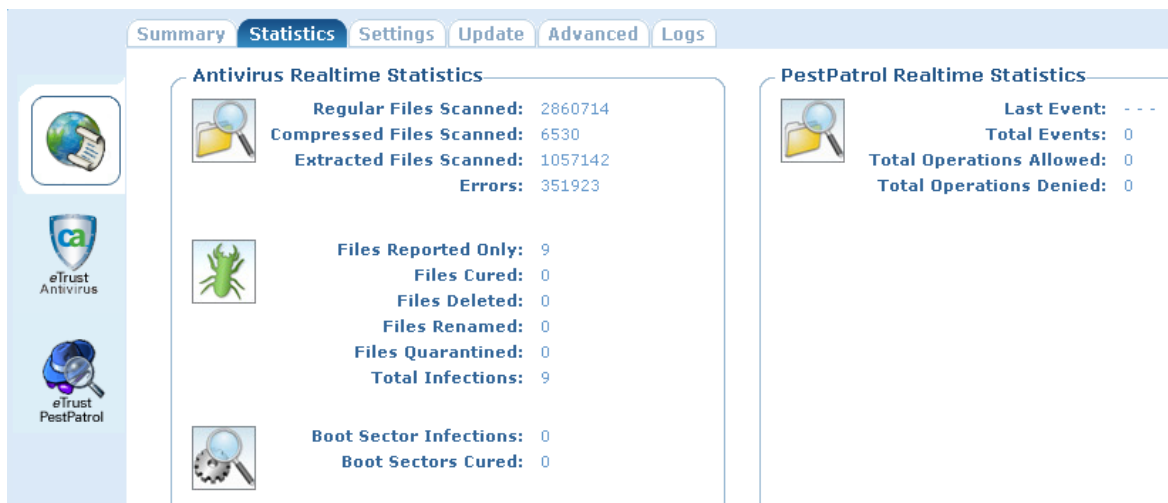 Summary Statistics Settings Update Advanced Logs
Antivirus Realtime Statistics
Regular Files Scanned: 2860714
Compressed Files Scanned: 6530
Extracted Files Scanned: 1057142
Errors: 351923
Files Reported Only: 9
Files Cured: 0
Files Deleted: 0
Files Renamed: 0
Files Quarantined: 0
Total Infections: 9
Boot Sector Infections: 0
Boot Sectors Cured: 0
PestPatrol Realtime Statistics
Last Event: - - -
Total Events: 0
Total Operations Allowed: 0
Total Operations Denied: 0
ca
eTrust
Antivirus
eTrust
PestPatrol